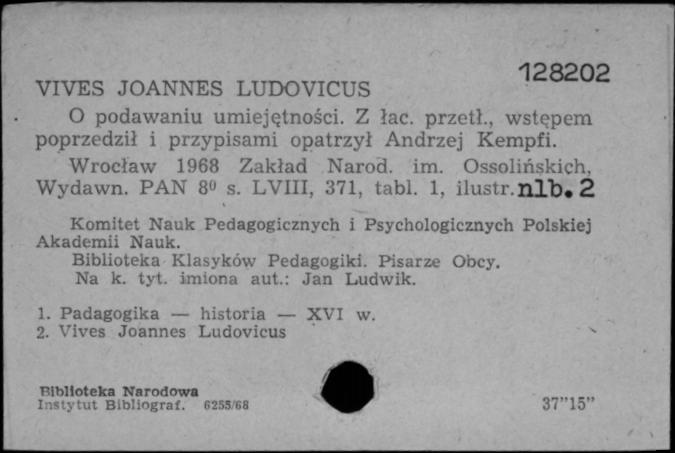 128202
VIVES JOANNES LUDOVICUS
O podawaniu umiejętności. Z łac. przetł., wstępem
poprzedził i przypisami opatrzył Andrzej Kempfi.
Wrocław 1968 Zakład Narod. im. Ossolińskich,
Wydawn. PAN 8⁰ s. LVIII, 371, tabl. 1, ilustr. nlb. 2
Komitet Nauk Pedagogicznych i Psychologicznych Polskiej
Akademii Nauk.
Biblioteka Klasyków Pedagogiki. Pisarze Obcy.
Na k. tyt. imiona aut.: Jan Ludwik.
1. Padagogika — historia — XVI w.
2. Vives Joannes Ludovicus
Biblioteka Narodowa
Instytut Bibliograf. 6255/68
37”15”